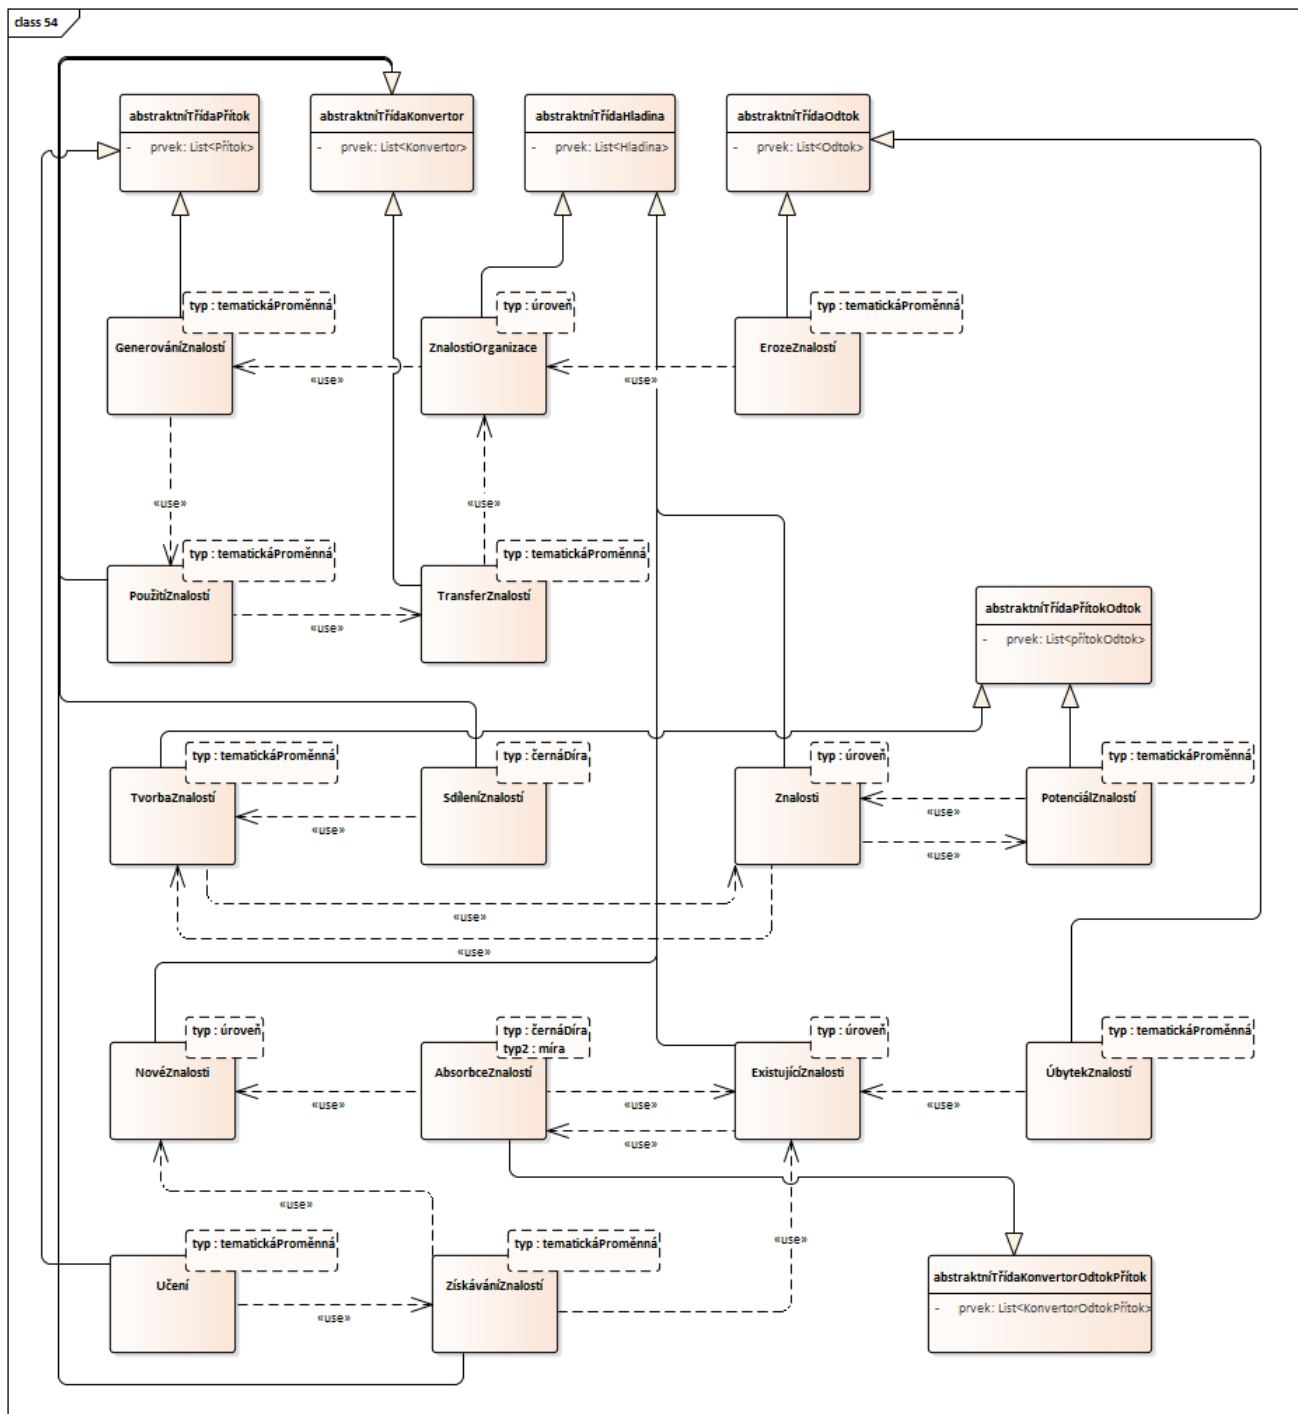 class 54
abstraktníTřídaPřítok
- prvek: List<Přítok>
abstraktníTřídaKonvertor
- prvek: List<Konvertor>
abstraktníTřídaHladina
- prvek: List<Hladina>
abstraktníTřídaOdtok
- prvek: List<Odtok>
typ : tematickáProměnná
GenerováníZnalostí
typ : úroveň
ZnalostiOrganizace
typ : tematickáProměnná
ErozeZnalostí
«use»
«use»
«use»
«use»
typ : tematickáProměnná
PoužitíZnalostí
typ : tematickáProměnná
TransferZnalostí
«use»
abstraktníTřídaPřítokOdtok
- prvek: List<přítokOdtok>
typ : tematickáProměnná
TvorbaZnalostí
typ : černáDíra
SdíleníZnalostí
typ : úroveň
Znalosti
typ : tematickáProměnná
PotenciálZnalostí
«use»
«use»
«use»
«use»
«use»
typ : úroveň
NovéZnalosti
typ : černáDíra
typ2 : míra
AbsorbceZnalostí
typ : úroveň
ExistujícíZnalosti
typ : tematickáProměnná
ÚbytekZnalostí
«use»
«use»
«use»
«use»
«use»
«use»
typ : tematickáProměnná
Učení
typ : tematickáProměnná
ZískáváníZnalostí
«use»
abstraktníTřídaKonvertorOdtokPřítok
- prvek: List<KonvertorOdtokPřítok>